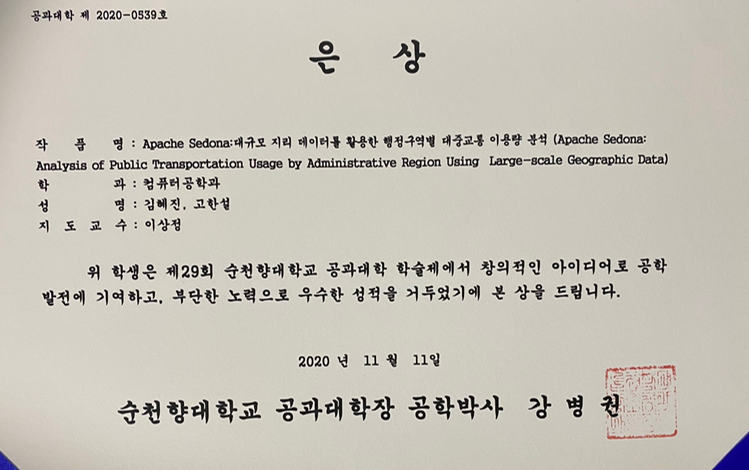 공과대학 제 2020-0539호
은 상
작 품 명 : Apache Sedona:대규모 지리 데이터를 활용한 행정구역별 대중교통 이용량 분석 (Apache Sedona:
Analysis of Public Transportation Usage by Administrative Region Using Large-scale Geographic Data)
학 과 : 컴퓨터공학과
성 명 : 김혜진, 고한설
지 도 교 수 : 이상정
위 학생은 제29회 순천향대학교 공과대학 학술제에서 창의적인 아이디어로 공학
발전에 기여하고, 부단한 노력으로 우수한 성적을 거두었기에 본 상을 드립니다.
2020 년 11 월 11일
순천향대학교 공과대학장 공학박사 강 병 권